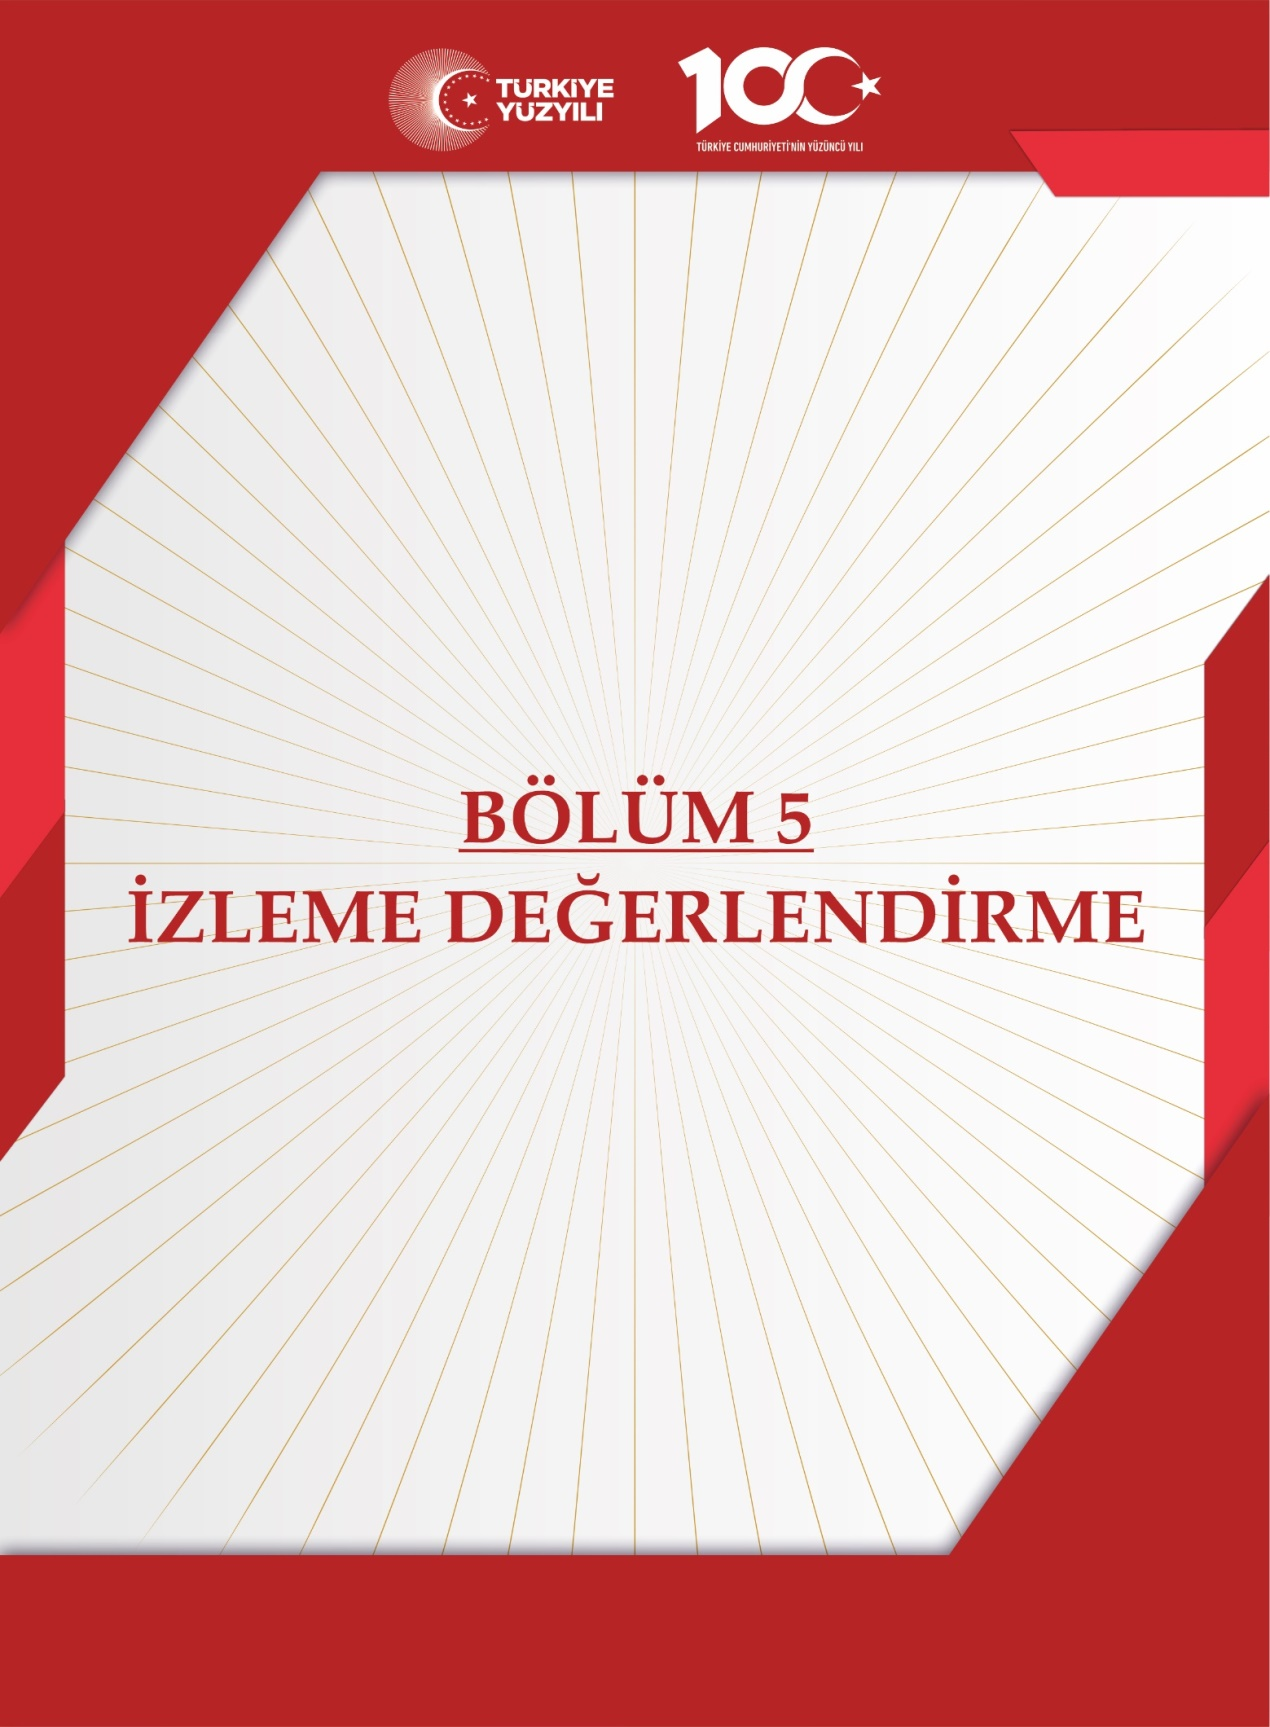 TÜRKİYE
YÜZYILI
100
TÜRKİYE CUMHURİYETİ'NİN YÜZÜNCÜ YILI
BÖLÜM 5
İZLEME DEĞERLENDİRME